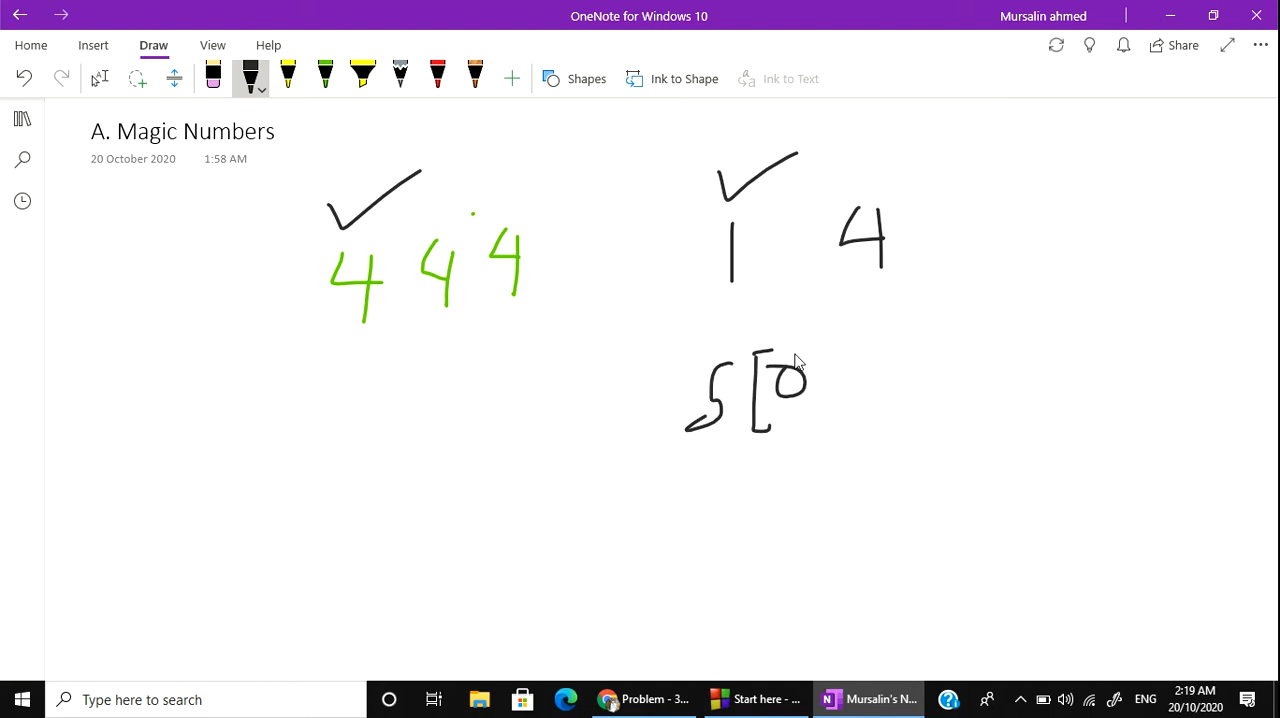 OneNote for Windows 10
Mursalin ahmed
Home Insert Draw View Help
Share
Shapes Ink to Shape Ink to Text
A. Magic Numbers
20 October 2020 1:58 AM
4 4 4
1 4
S[0
Type here to search
Problem - 3...
Start here - ...
Mursalin's N...
ENG
2:19 AM
20/10/2020